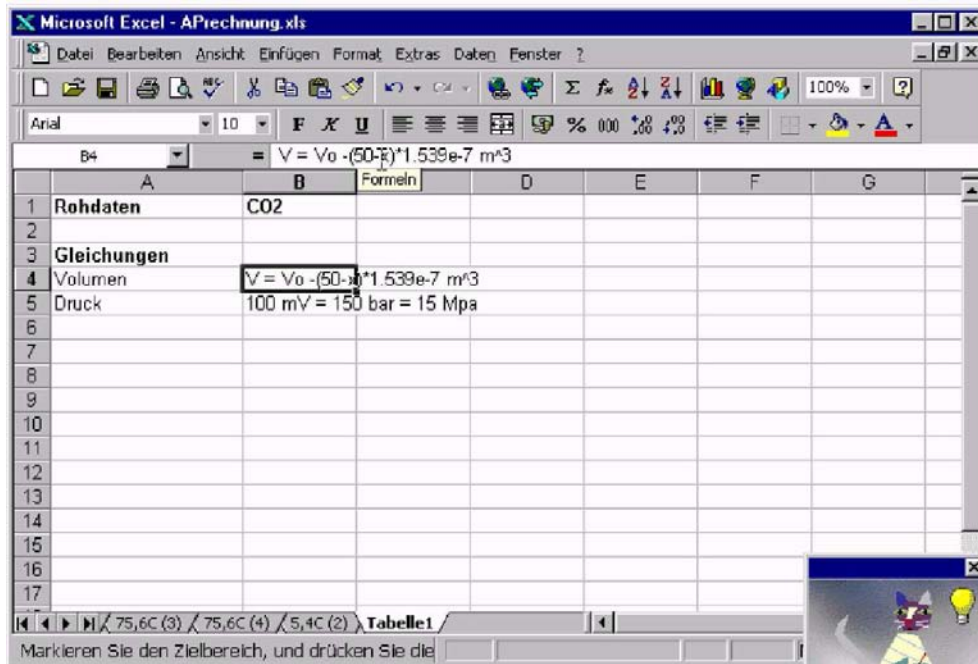 Microsoft Excel - APrechnung.xls
Datei Bearbeiten Ansicht Einfügen Format Extras Daten Fenster ?
100%
Arial 10 F K U % 000
B4 = V = Vo -(50-x)*1.539e-7 m^3
Formeln
A B D E F G
1 Rohdaten CO2
2
3 Gleichungen
4 Volumen V = Vo -(50-x)*1.539e-7 m^3
5 Druck 100 mV = 150 bar = 15 Mpa
6
7
8
9
10
11
12
13
14
15
16
17
75,6C (3) 75,6C (4) 5,4C (2) Tabelle1
Markieren Sie den Zielbereich, und drücken Sie die